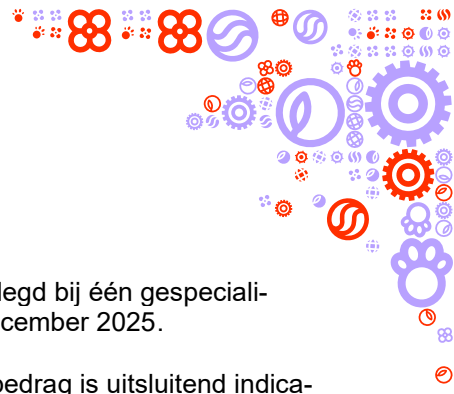 legd bij één gespeciali-
cember 2025.
bedrag is uitsluitend indica-